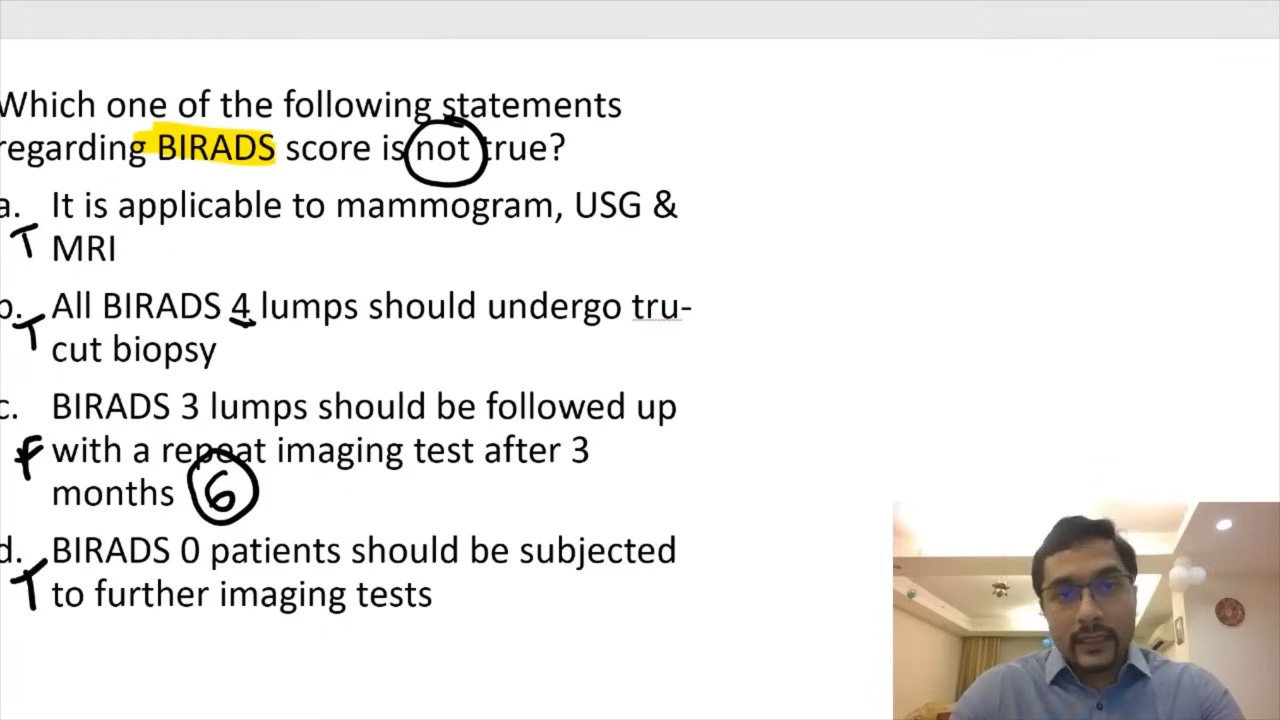 Which one of the following statements
regarding BIRADS score is not true?
a. It is applicable to mammogram, USG &
T MRI
b. All BIRADS 4 lumps should undergo tru-
T cut biopsy
c. BIRADS 3 lumps should be followed up
F with a repeat imaging test after 3
months 6
d. BIRADS 0 patients should be subjected
T to further imaging tests